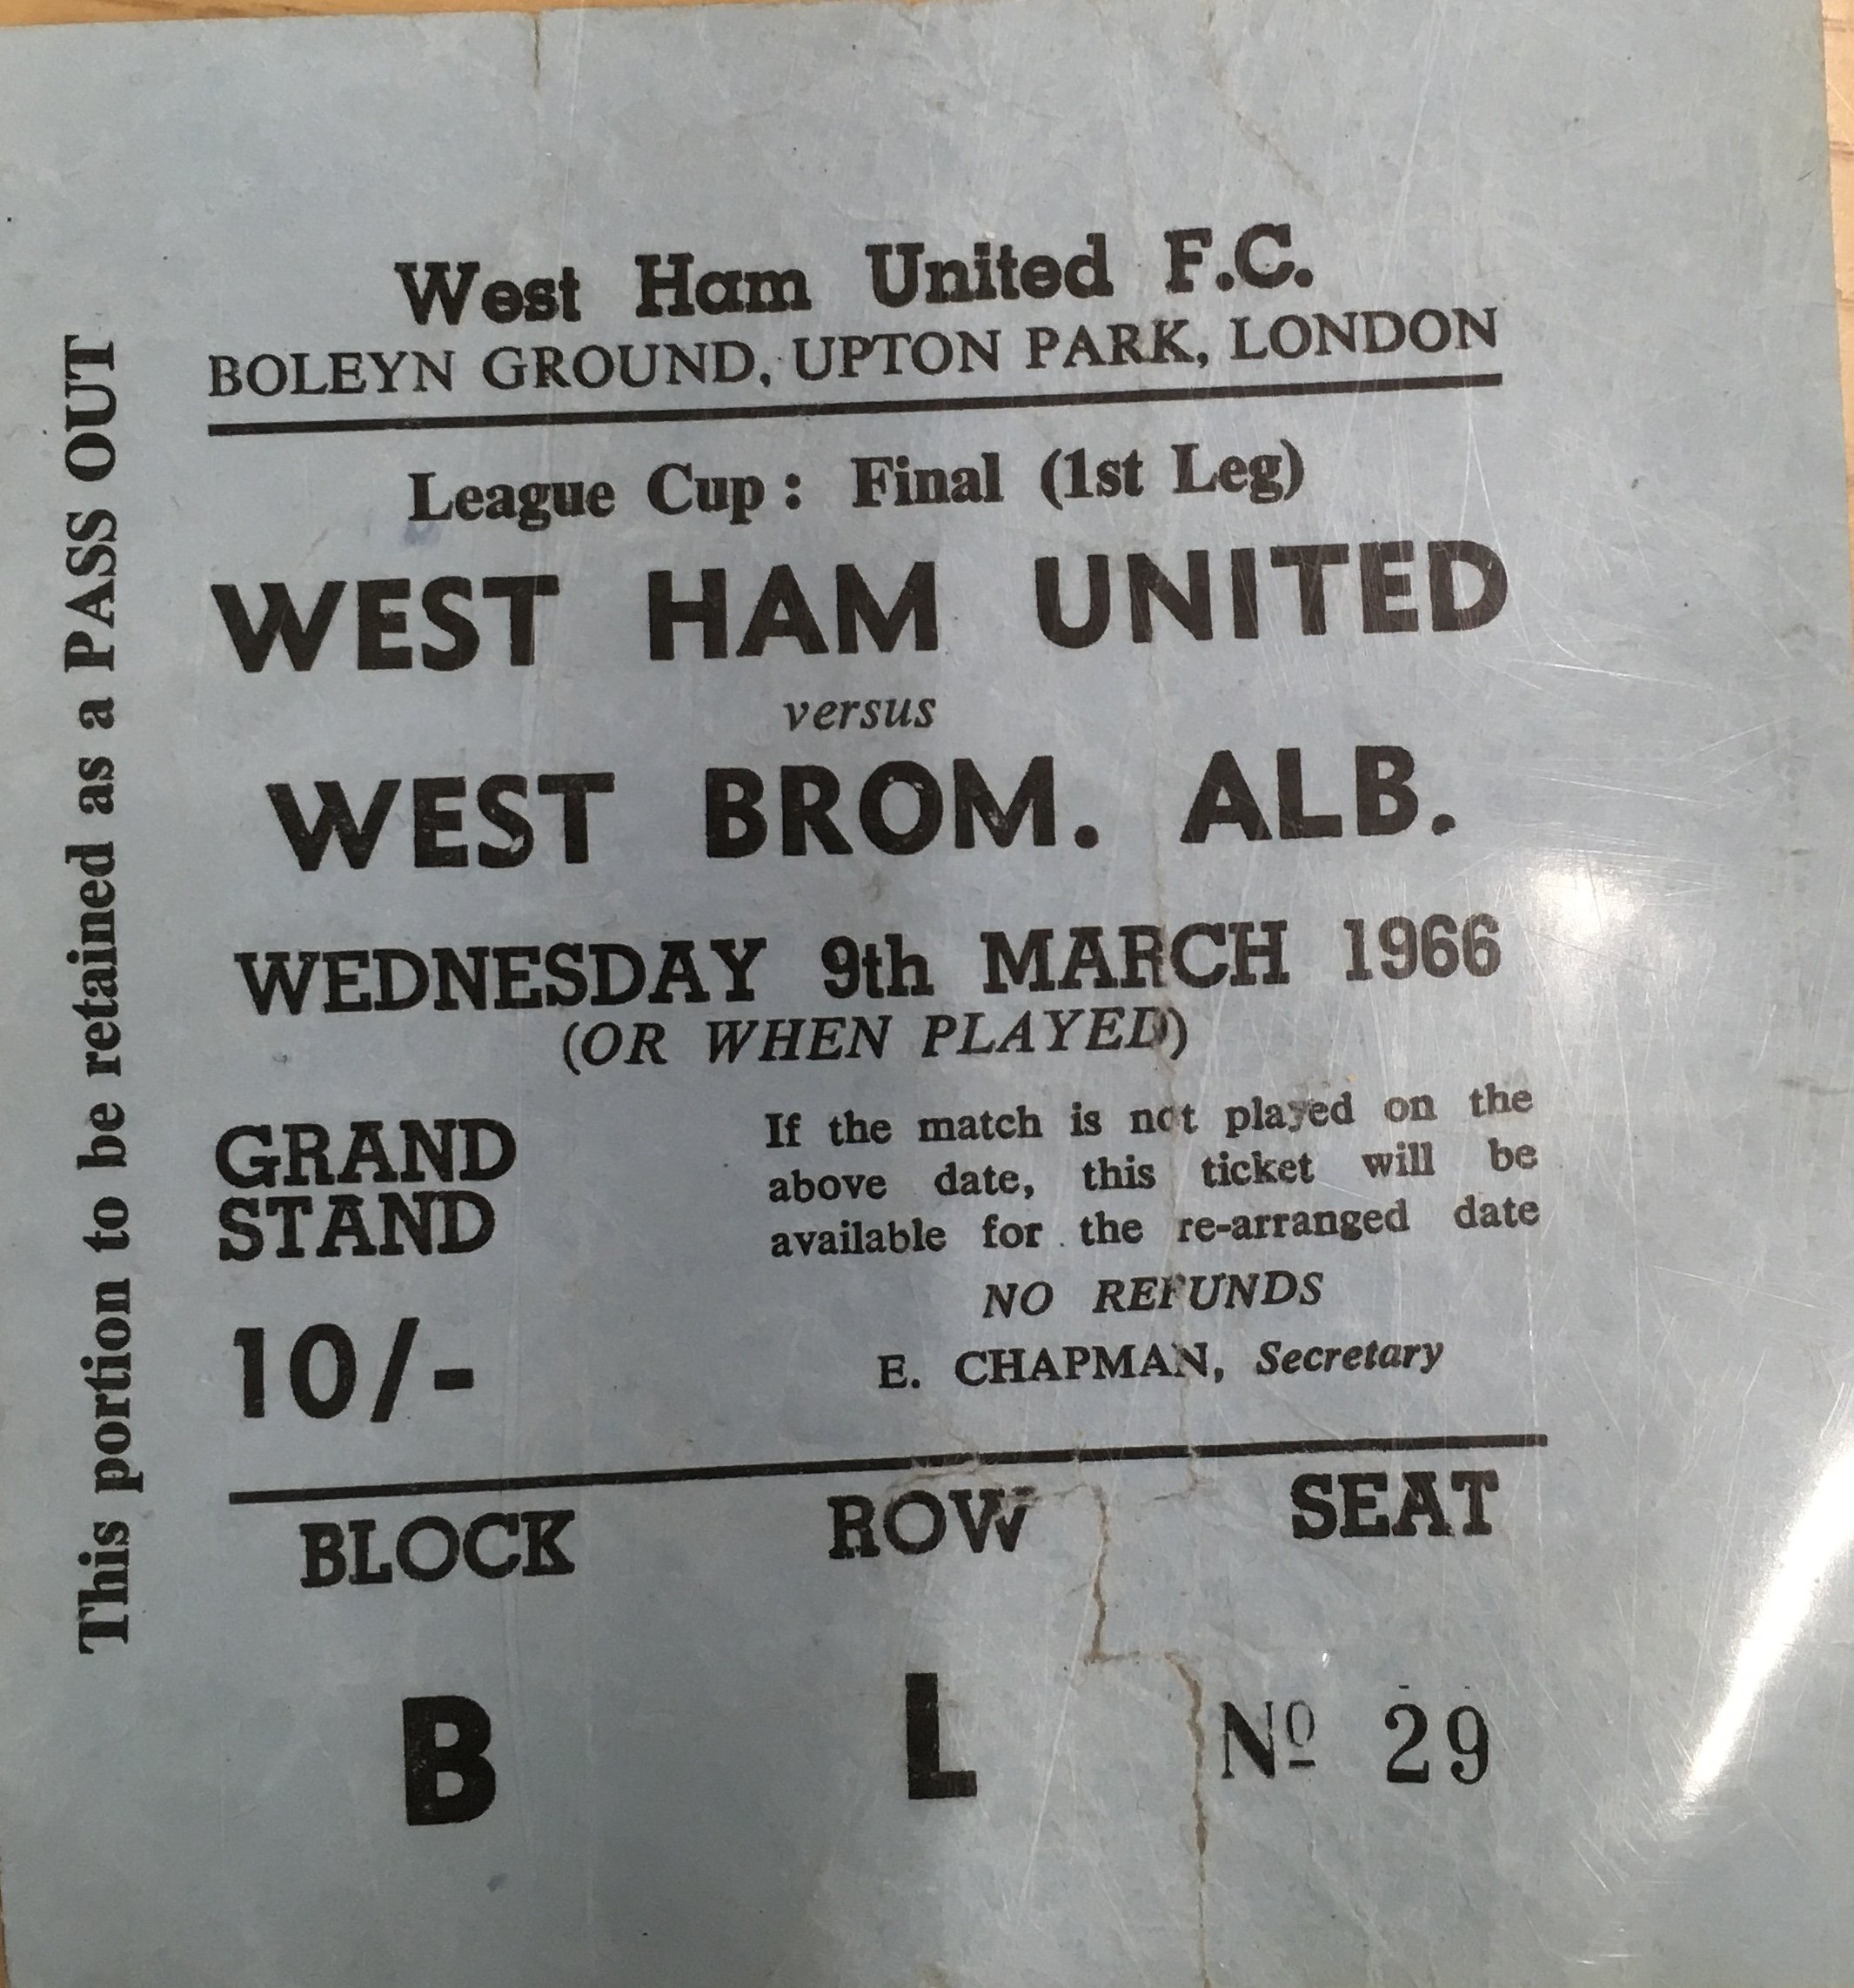 This portion to be retained as a PASS OUT
West Ham United F.C.
BOLEYN GROUND, UPTON PARK, LONDON
League Cup : Final (1st Leg)
WEST HAM UNITED
versus
WEST BROM. ALB.
WEDNESDAY 9th MARCH 1966
(OR WHEN PLAYED)
GRAND
STAND
10/-
If the match is not played on the
above date, this ticket will be
available for the re-arranged date
NO REFUNDS
E. CHAPMAN, Secretary
BLOCK ROW SEAT
B L Nº 29